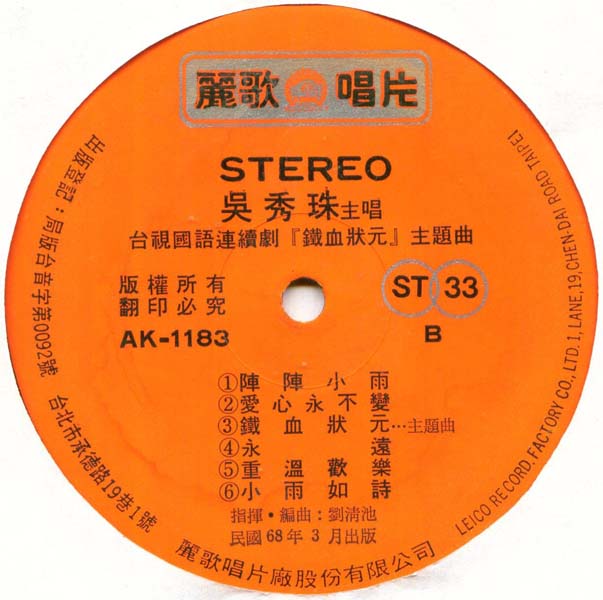 麗歌唱片
STEREO
吳秀珠主唱
台視國語連續劇『鐵血狀元』主題曲
版權所有
翻印必究
ST 33
AK-1183
B
①陣陣小雨
②愛心永不變
③鐵血狀元…主題曲
④永遠
⑤重溫歡樂
⑥小雨如詩
指揮・編曲：劉清池
民國68年3月出版
麗歌唱片廠股份有限公司
出版登記：局版台音字第0092號
台北市承德路19巷1號
LEICO RECORD. FACTORY CO., LTD. 1, LANE, 19, CHEN-DAI ROAD TAIPEI